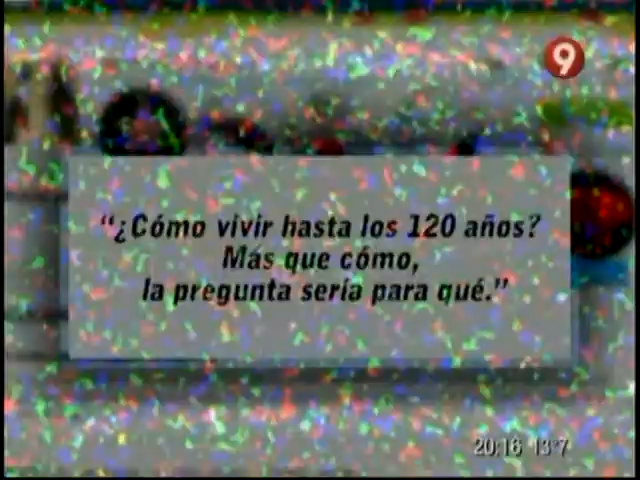 9
“¿Cómo vivir hasta los 120 años?
Más que cómo,
la pregunta sería para qué.”
20:16 13°7